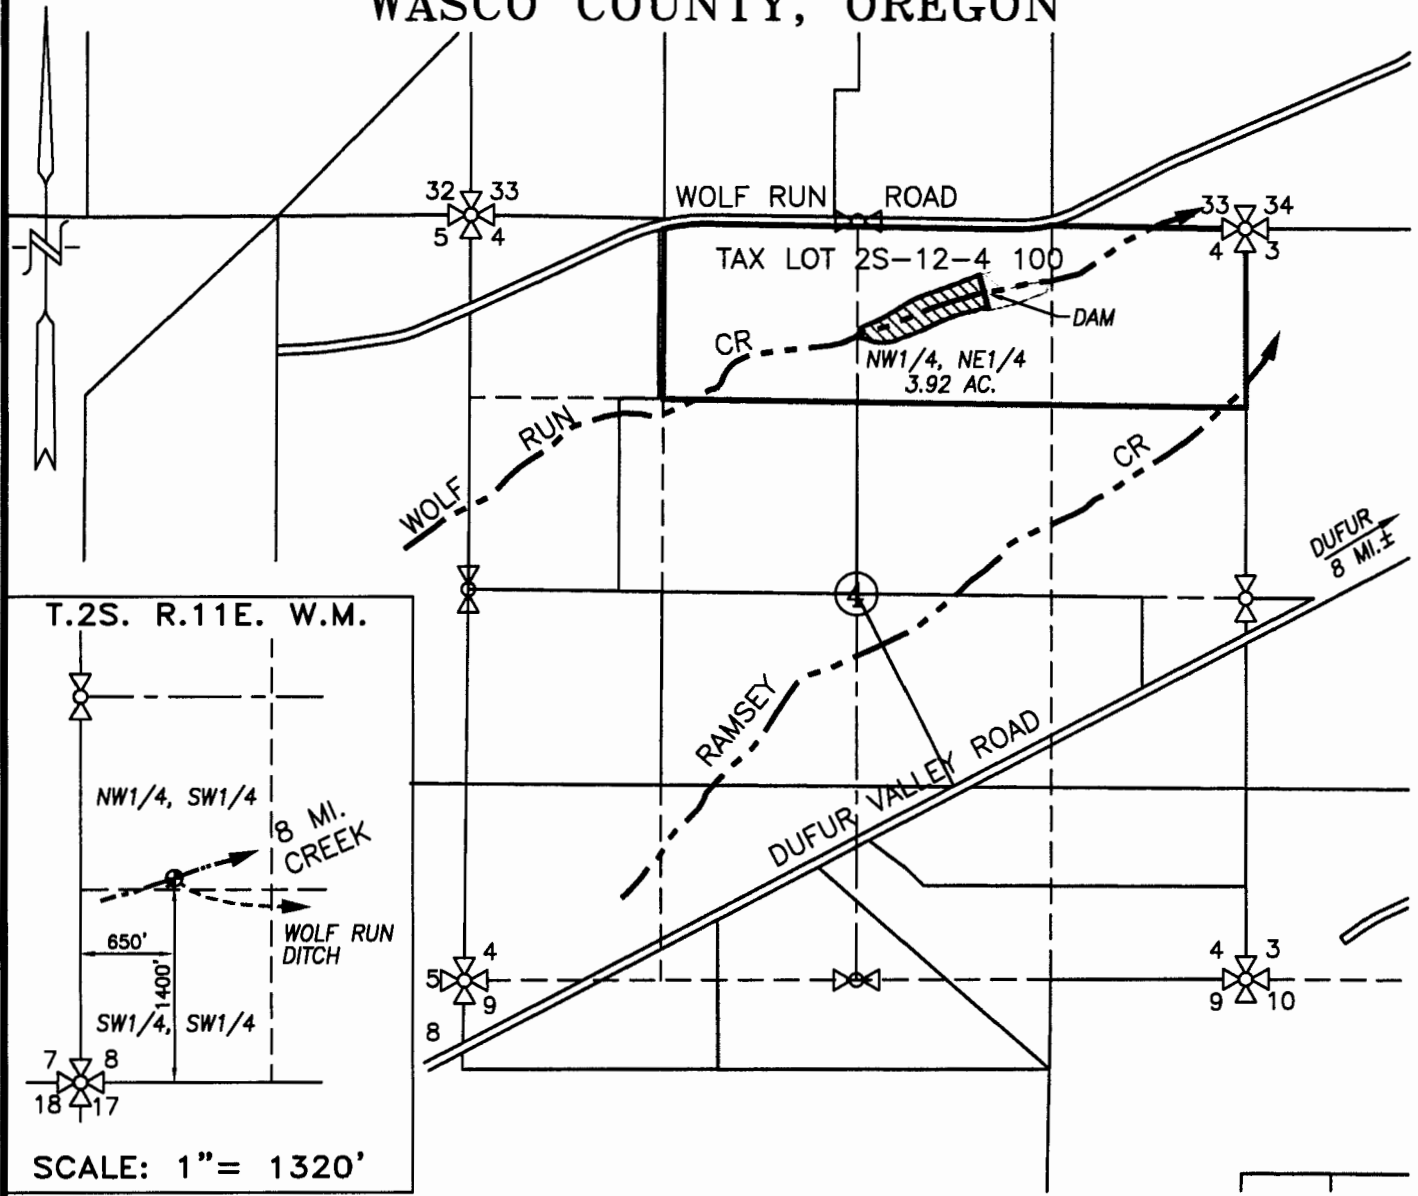 WASCO COUNTY, OREGON
N
32 33
5 4
WOLF RUN ROAD
33 34
4 3
TAX LOT 2S-12-4 100
DAM
CR
NW1/4, NE1/4
3.92 AC.
RUN
WOLF
CR
DUFUR
8 MI.±
4
RAMSEY
DUFUR VALLEY ROAD
T.2S. R.11E. W.M.
NW1/4, SW1/4
8 MI.
CREEK
WOLF RUN
DITCH
650'
1400'
SW1/4, SW1/4
7 8
18 17
SCALE: 1"= 1320'
5 4
8 9
4 3
9 10